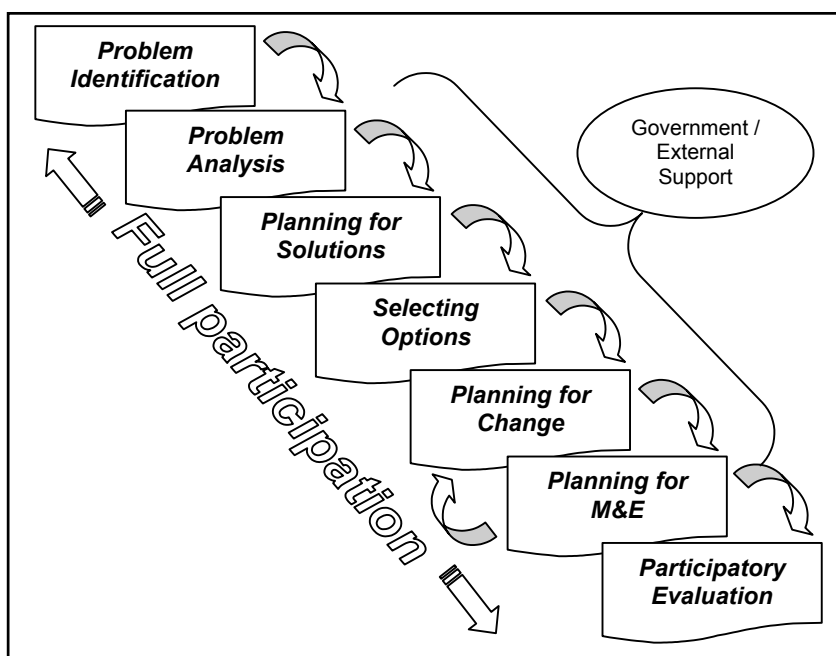 Problem
Identification
Problem
Analysis
Planning for
Solutions
Selecting
Options
Planning for
Change
Planning for
M&E
Participatory
Evaluation
Government /
External
Support
Full participation